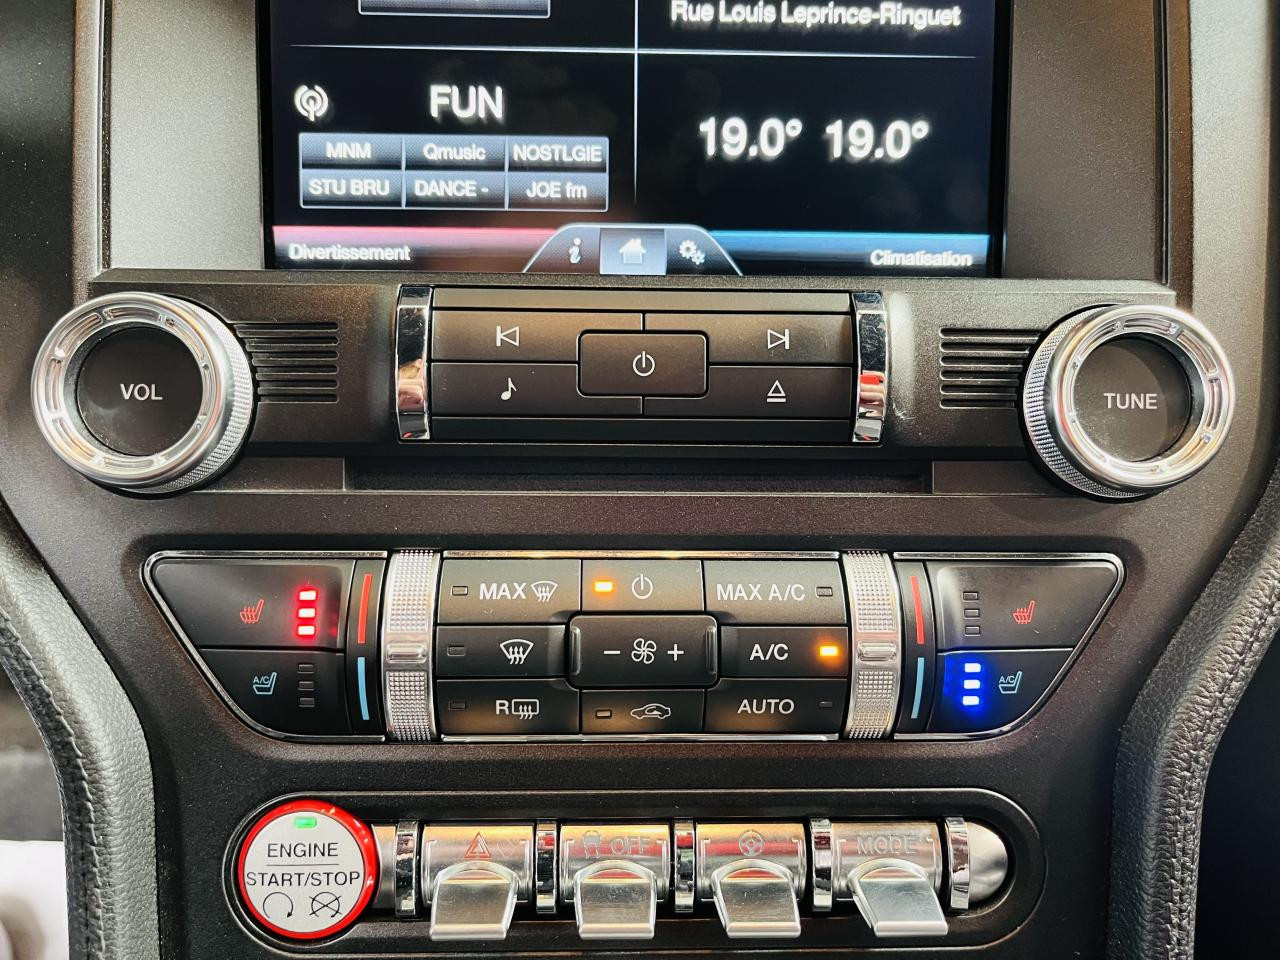 Rue Louis Leprince-Ringuet
FUN
19.0° 19.0°
MNM Qmusic NOSTLGIE
STU BRU DANCE - JOE fm
Divertissement
Climatisation
VOL
TUNE
MAX
MAX A/C
A/C
A/C
A/C
R
AUTO
ENGINE
START/STOP
OFF
MODE